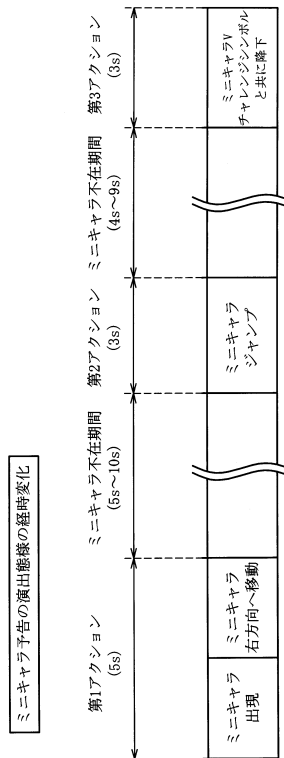 ミニキャラ予告の演出態様の経時変化
第1アクション
(5s)
ミニキャラ不在期間
(5s～10s)
第2アクション
(3s)
ミニキャラ不在期間
(4s～9s)
第3アクション
(3s)
ミニキャラ
出現
ミニキャラ
右方向へ移動
ミニキャラ
ジャンプ
ミニキャラV
チャレンジシンボル
と共に降下